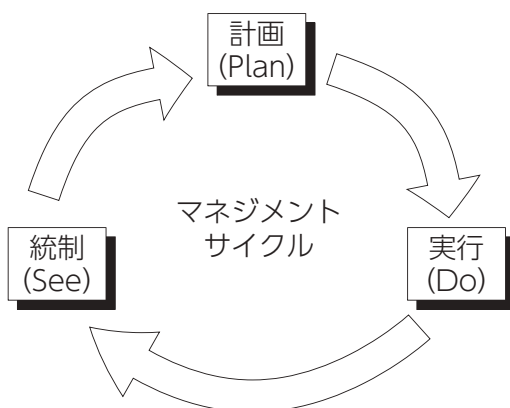 計画
(Plan)
マネジメント
サイクル
統制
(See)
実行
(Do)